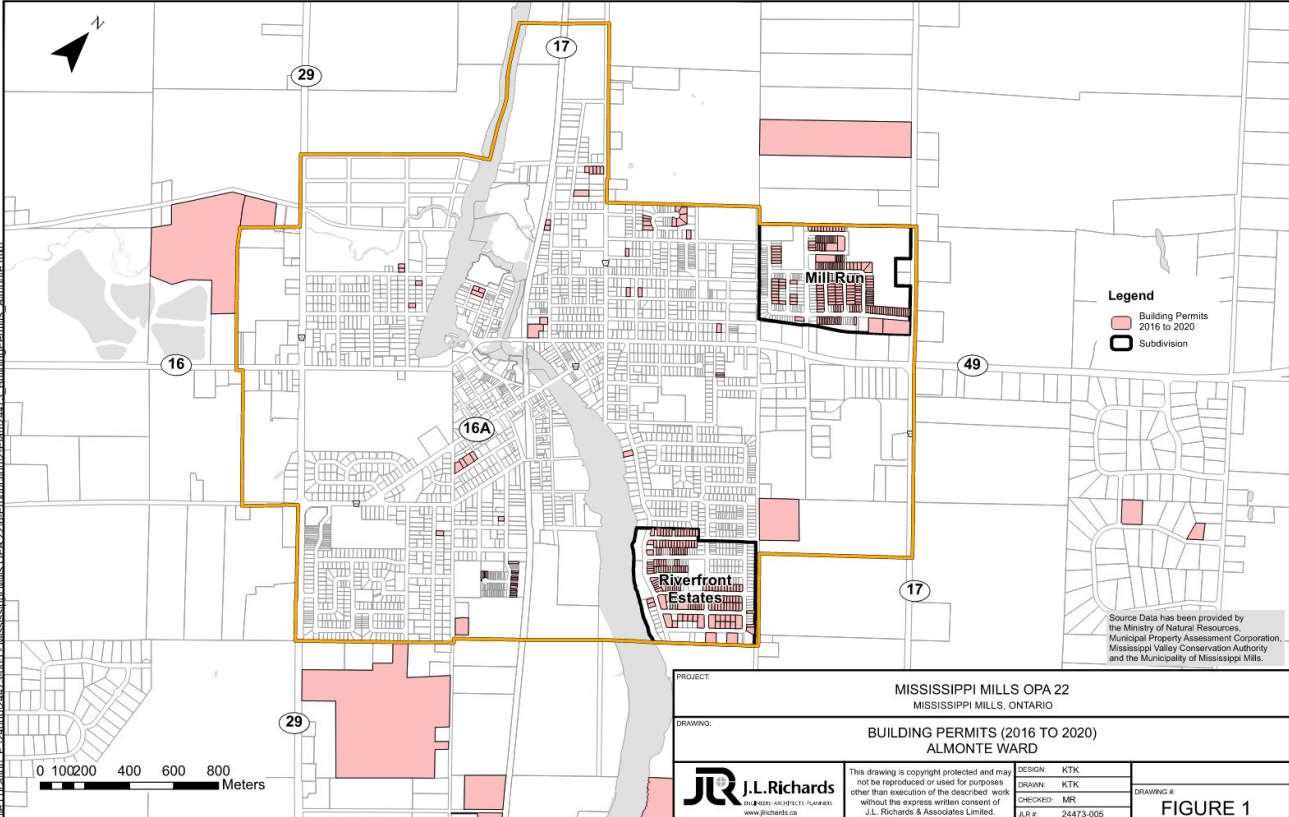 N
17
29
Mill Run
Legend
Building Permits
2016 to 2020
Subdivision
16
49
16A
Riverfront
Estates
17
Source Data has been provided by
the Ministry of Natural Resources,
Municipal Property Assessment Corporation,
Mississippi Valley Conservation Authority
and the Municipality of Mississippi Mills.
29
0 100200 400 600 800
Meters
PROJECT:
MISSISSIPPI MILLS OPA 22
MISSISSIPPI MILLS, ONTARIO
DRAWING:
BUILDING PERMITS (2016 TO 2020)
ALMONTE WARD
JLR J.L.Richards
ENGINEERS · ARCHITECTS · PLANNERS
www.jlrichards.ca
This drawing is copyright protected and may
not be reproduced or used for purposes
other than execution of the described work
without the express written consent of
J.L. Richards & Associates Limited.
DESIGN: KTK
DRAWN: KTK
CHECKED: MR
JLR #: 24473-005
DRAWING #:
FIGURE 1